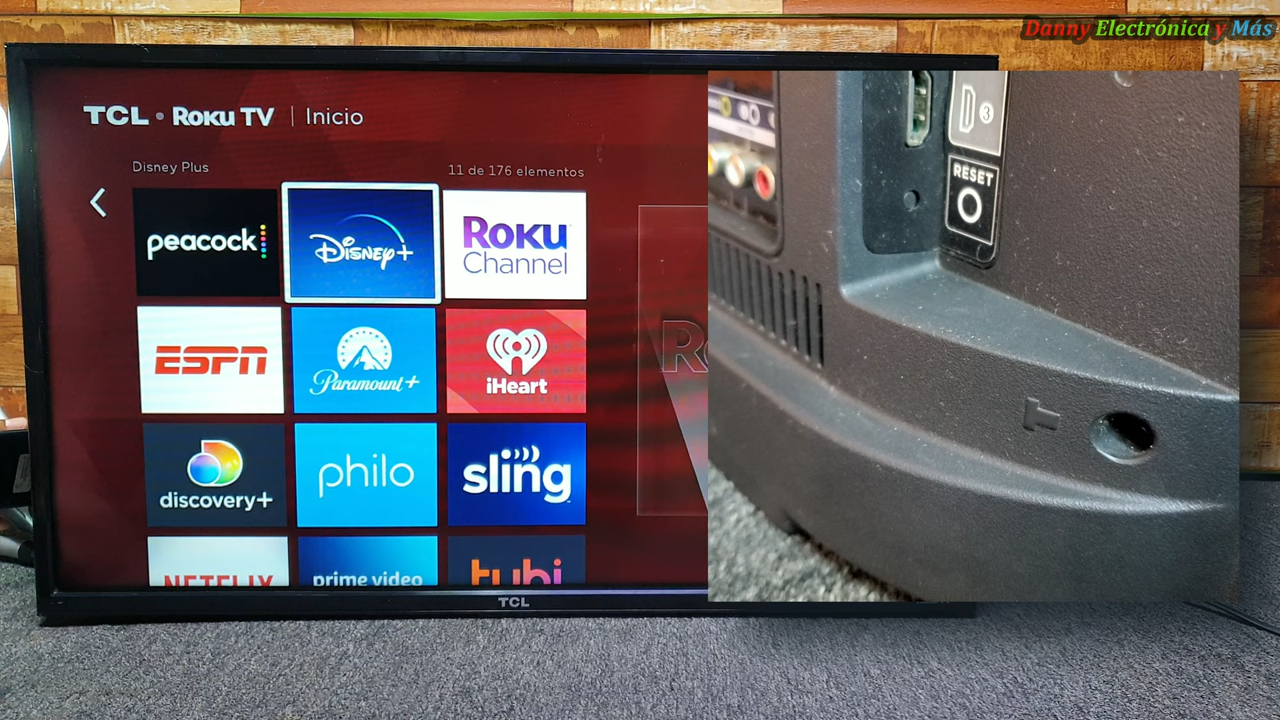 Danny Electrónica y Más
TCL • Roku TV | Inicio
Disney Plus
11 de 176 elementos
peacock
Disney+
Roku
Channel
ESPN
Paramount+
iHeart
discovery+
philo
sling
NETFLIX
prime video
tubi
TCL
3
RESET